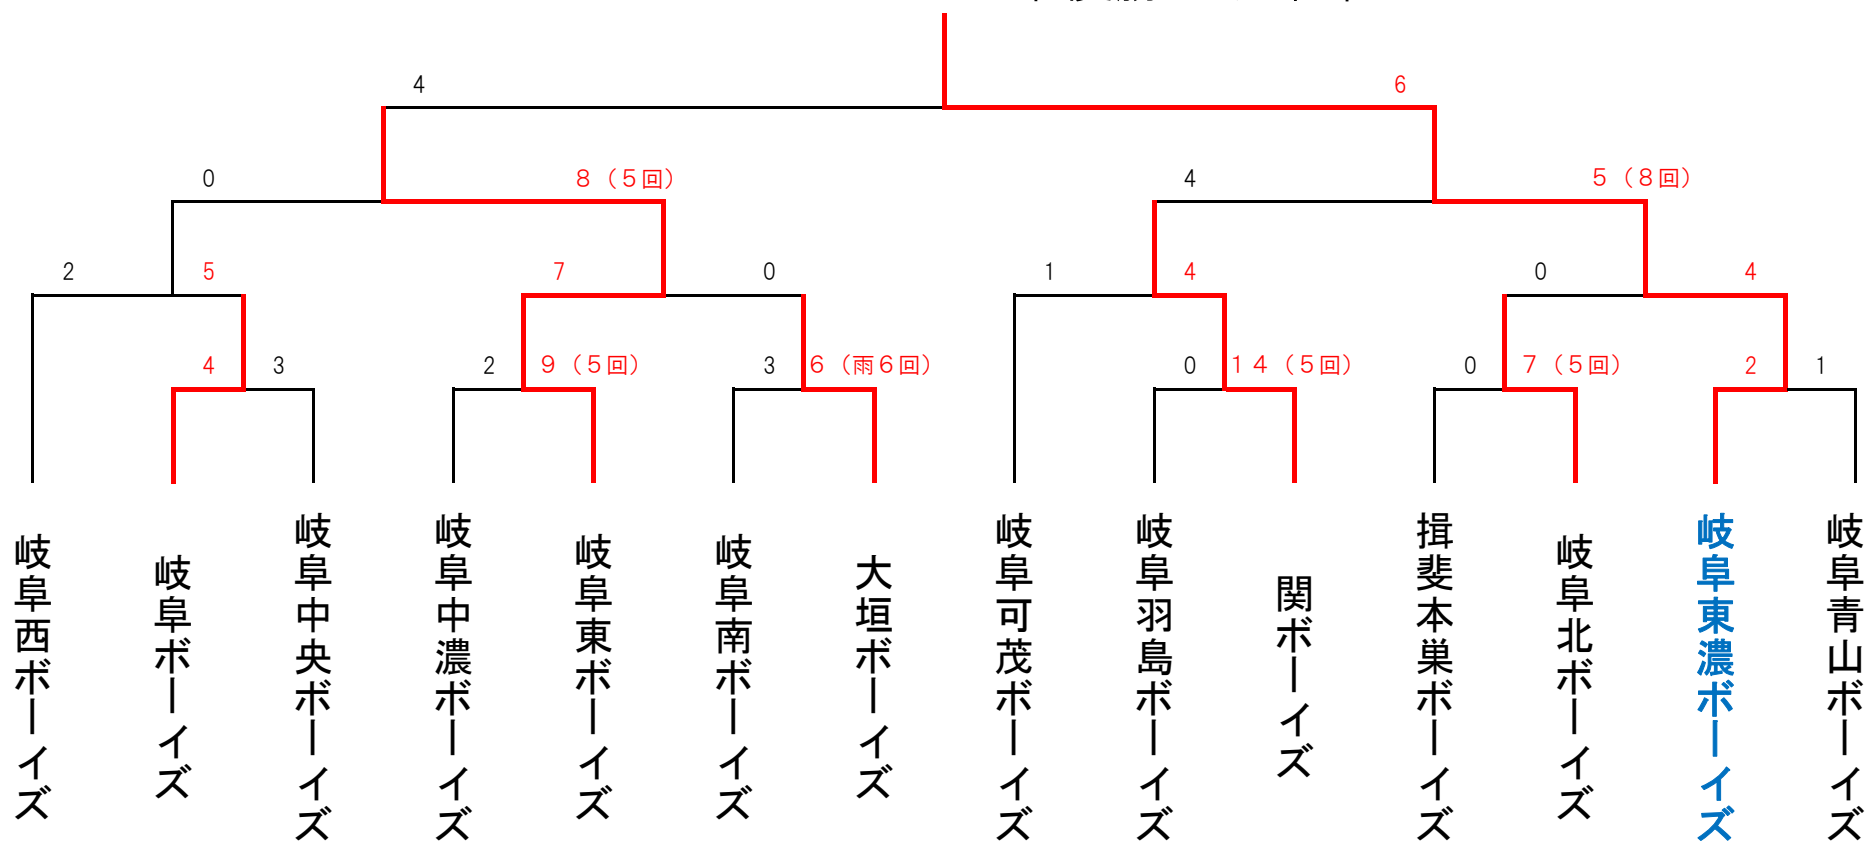 4 6
0 8（5回） 4 5（8回）
2 5 7 0 1 4 0 4
4 3 2 9（5回） 3 6（雨6回） 0 14（5回） 0 7（5回） 2 1
岐阜西ボーイズ
岐阜ボーイズ
岐阜中央ボーイズ
岐阜中濃ボーイズ
岐阜東ボーイズ
岐阜南ボーイズ
大垣ボーイズ
岐阜可茂ボーイズ
岐阜羽島ボーイズ
関ボーイズ
揖斐本巣ボーイズ
岐阜北ボーイズ
岐阜東濃ボーイズ
岐阜青山ボーイズ